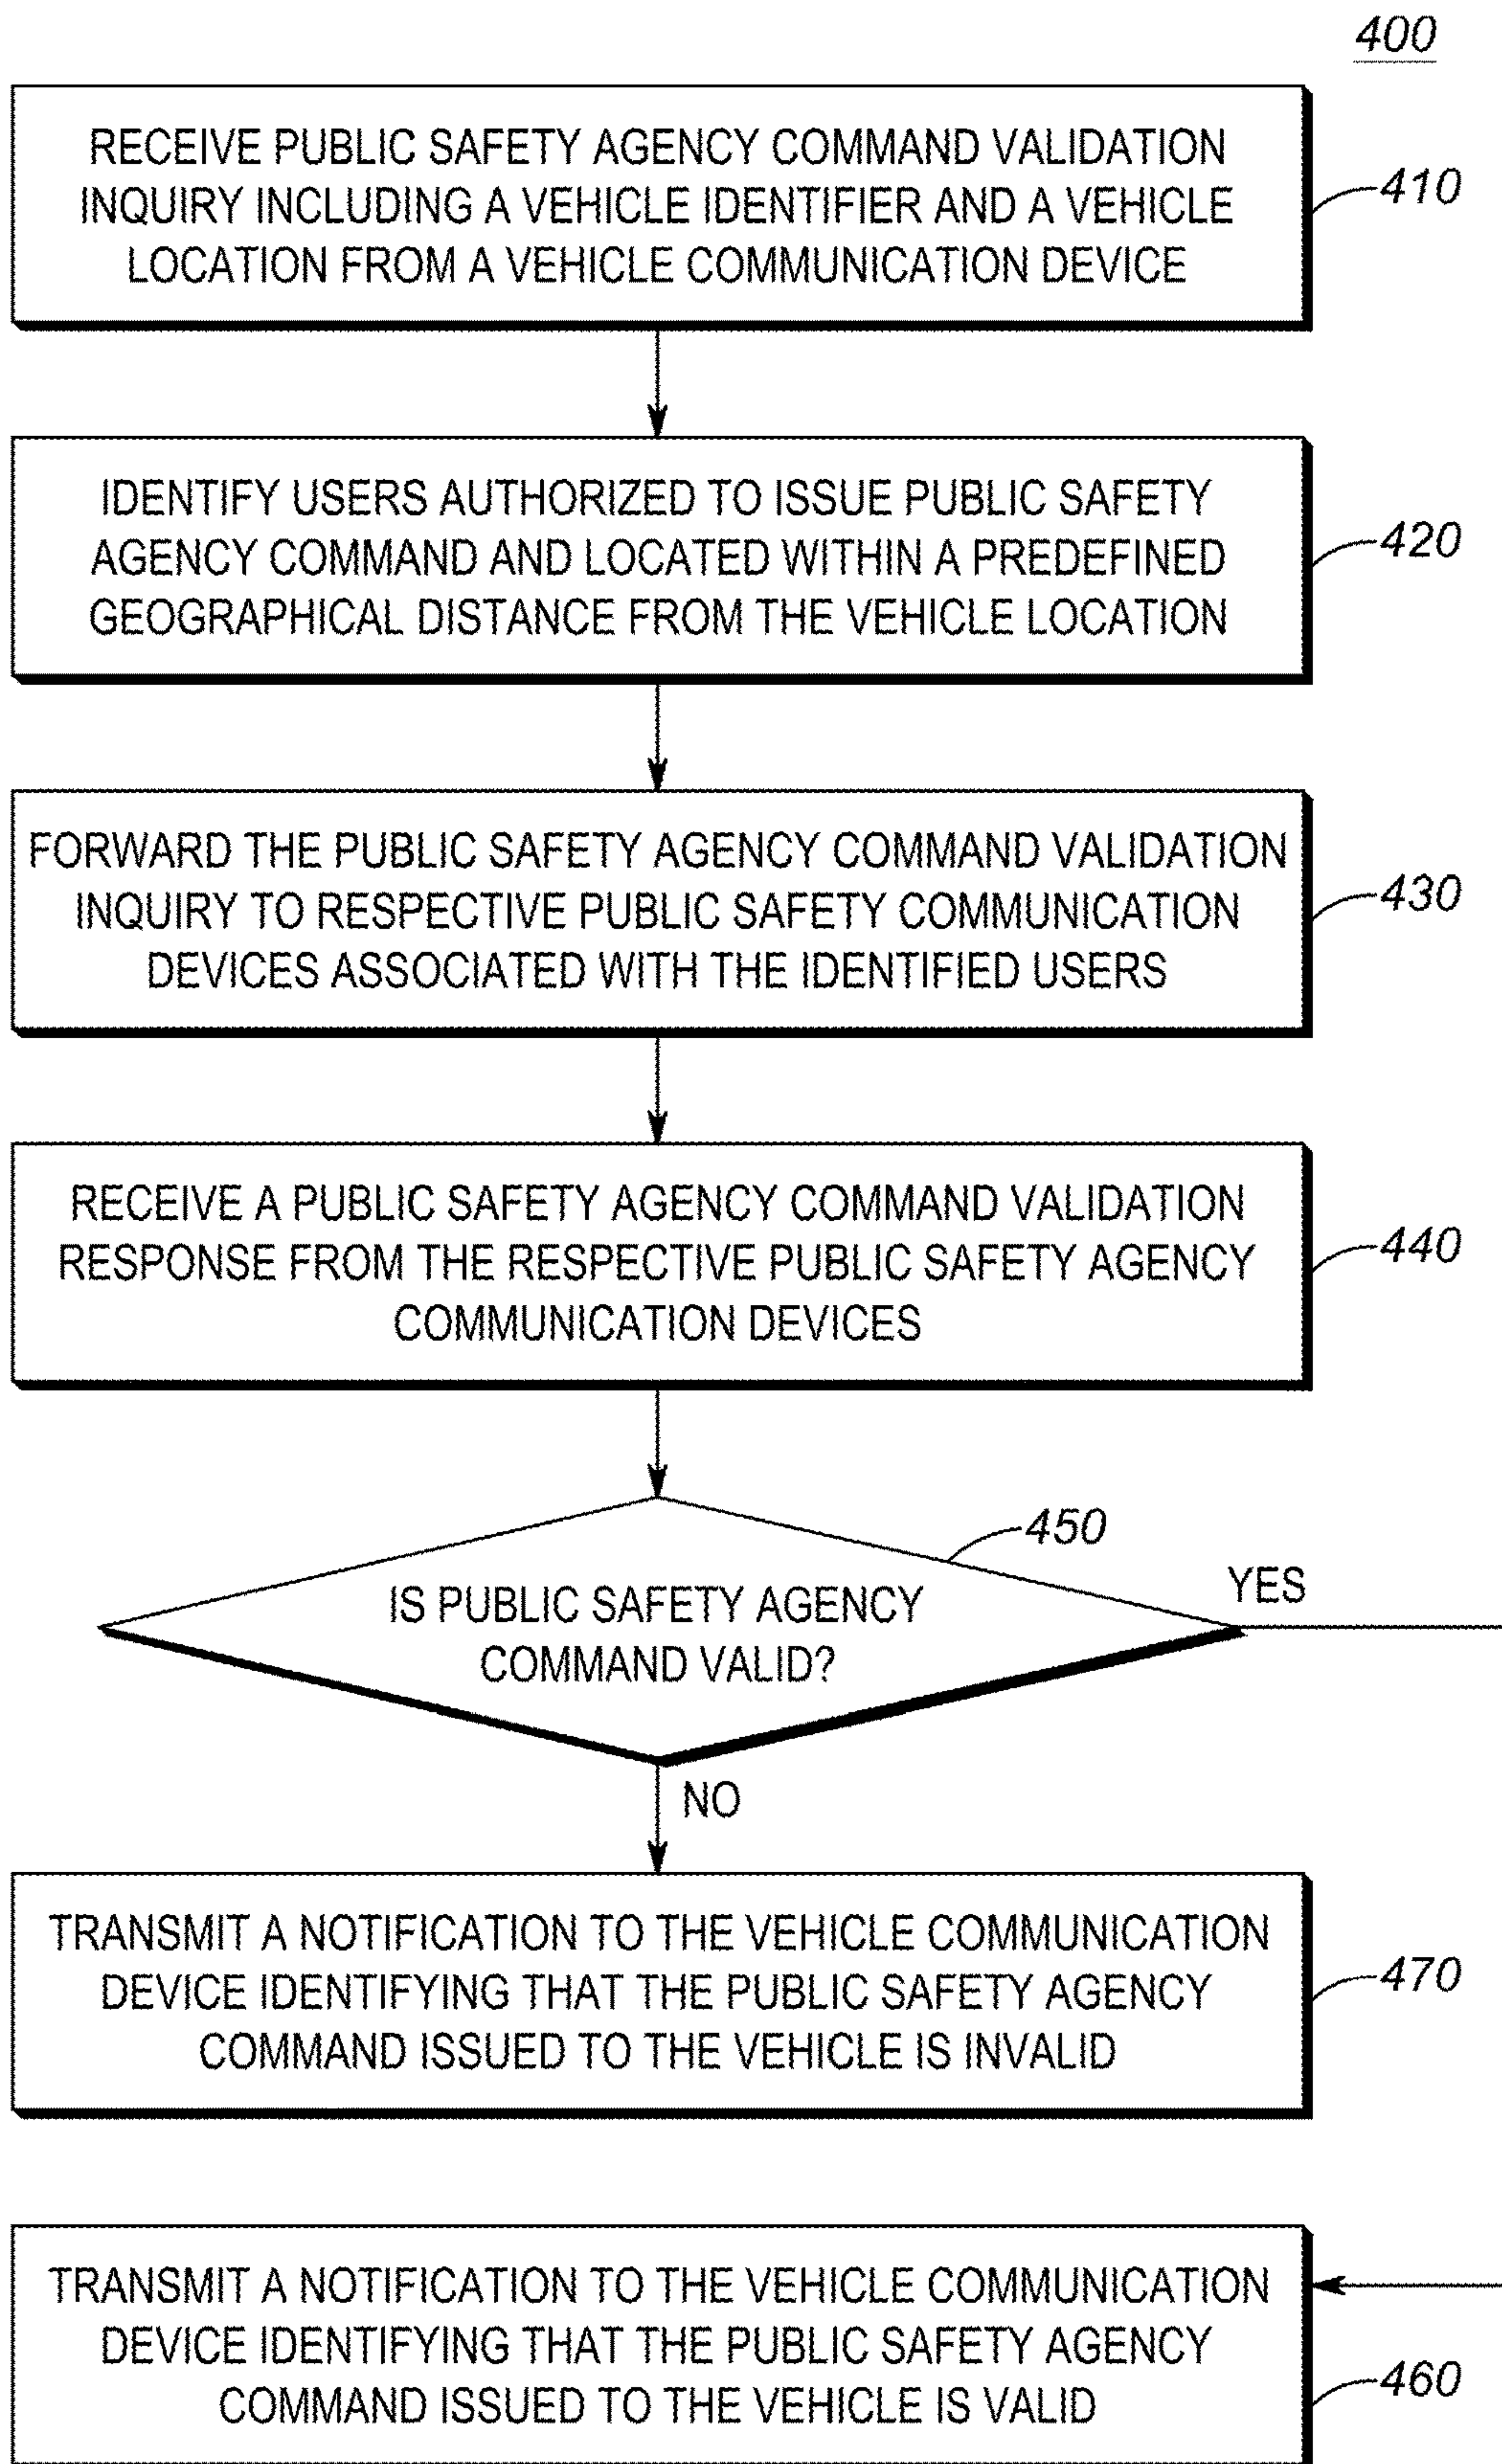 400
RECEIVE PUBLIC SAFETY AGENCY COMMAND VALIDATION
INQUIRY INCLUDING A VEHICLE IDENTIFIER AND A VEHICLE
LOCATION FROM A VEHICLE COMMUNICATION DEVICE
410
IDENTIFY USERS AUTHORIZED TO ISSUE PUBLIC SAFETY
AGENCY COMMAND AND LOCATED WITHIN A PREDEFINED
GEOGRAPHICAL DISTANCE FROM THE VEHICLE LOCATION
420
FORWARD THE PUBLIC SAFETY AGENCY COMMAND VALIDATION
INQUIRY TO RESPECTIVE PUBLIC SAFETY COMMUNICATION
DEVICES ASSOCIATED WITH THE IDENTIFIED USERS
430
RECEIVE A PUBLIC SAFETY AGENCY COMMAND VALIDATION
RESPONSE FROM THE RESPECTIVE PUBLIC SAFETY AGENCY
COMMUNICATION DEVICES
440
450
IS PUBLIC SAFETY AGENCY
COMMAND VALID?
YES
NO
TRANSMIT A NOTIFICATION TO THE VEHICLE COMMUNICATION
DEVICE IDENTIFYING THAT THE PUBLIC SAFETY AGENCY
COMMAND ISSUED TO THE VEHICLE IS INVALID
470
TRANSMIT A NOTIFICATION TO THE VEHICLE COMMUNICATION
DEVICE IDENTIFYING THAT THE PUBLIC SAFETY AGENCY
COMMAND ISSUED TO THE VEHICLE IS VALID
460